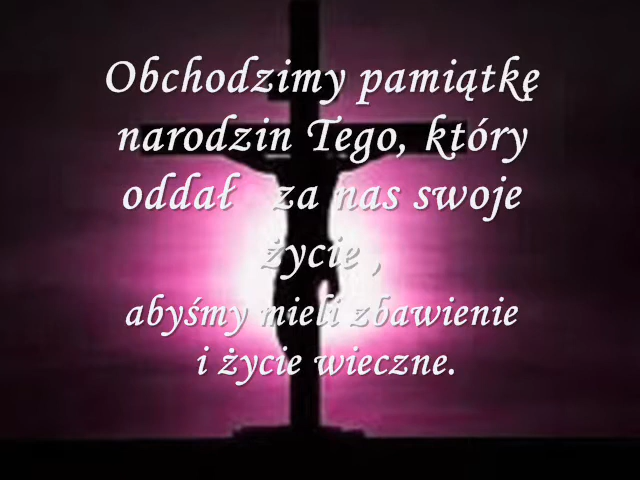 Obchodzimy pamiątkę
narodzin Tego, który
oddał za nas swoje
życie ,
abyśmy mieli zbawienie
i życie wieczne.